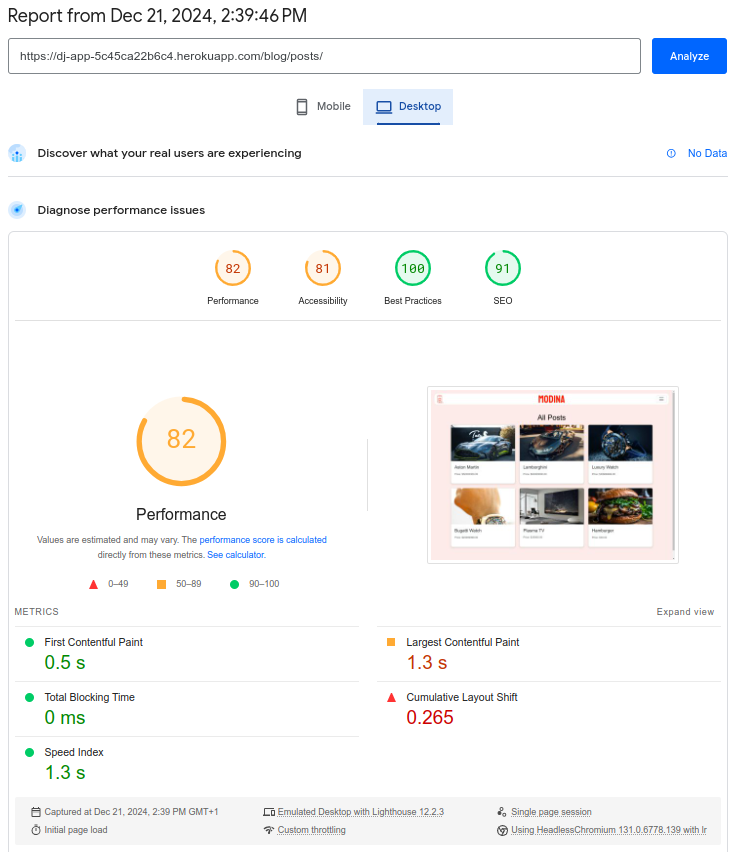 Report from Dec 21, 2024, 2:39:46 PM
https://dj-app-5c45ca22b6c4.herokuapp.com/blog/posts/
Analyze
Mobile
Desktop
Discover what your real users are experiencing
No Data
Diagnose performance issues
82
81
100
91
Performance
Accessibility
Best Practices
SEO
82
Performance
Values are estimated and may vary. The performance score is calculated
directly from these metrics. See calculator.
0–49
50–89
90–100
MODINA
All Posts
Aston Martin
Lamborghini
Luxury Watch
Bugatti Watch
Plasma TV
Hamburger
METRICS
Expand view
First Contentful Paint
0.5 s
Largest Contentful Paint
1.3 s
Total Blocking Time
0 ms
Cumulative Layout Shift
0.265
Speed Index
1.3 s
Captured at Dec 21, 2024, 2:39 PM GMT+1
Emulated Desktop with Lighthouse 12.2.3
Single page session
Initial page load
Custom throttling
Using HeadlessChromium 131.0.6778.139 with lr